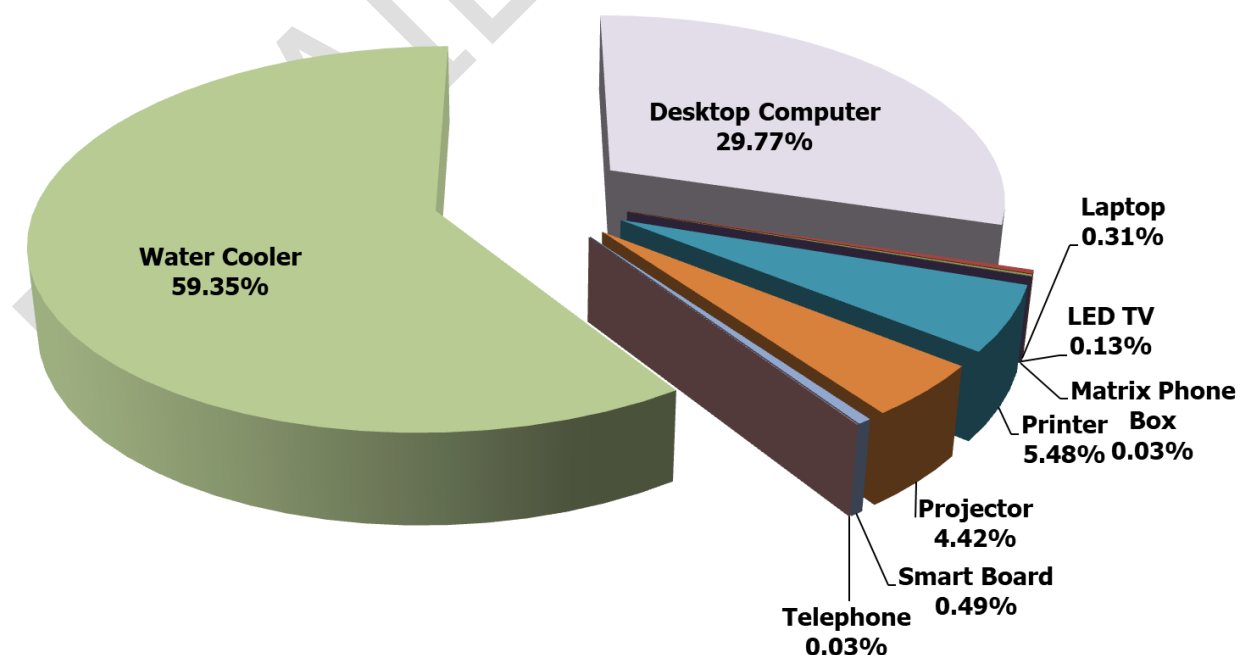 Desktop Computer
29.77%
Laptop
0.31%
Water Cooler
59.35%
LED TV
0.13%
Matrix Phone
Box
0.03%
Printer
5.48%
Projector
4.42%
Smart Board
0.49%
Telephone
0.03%